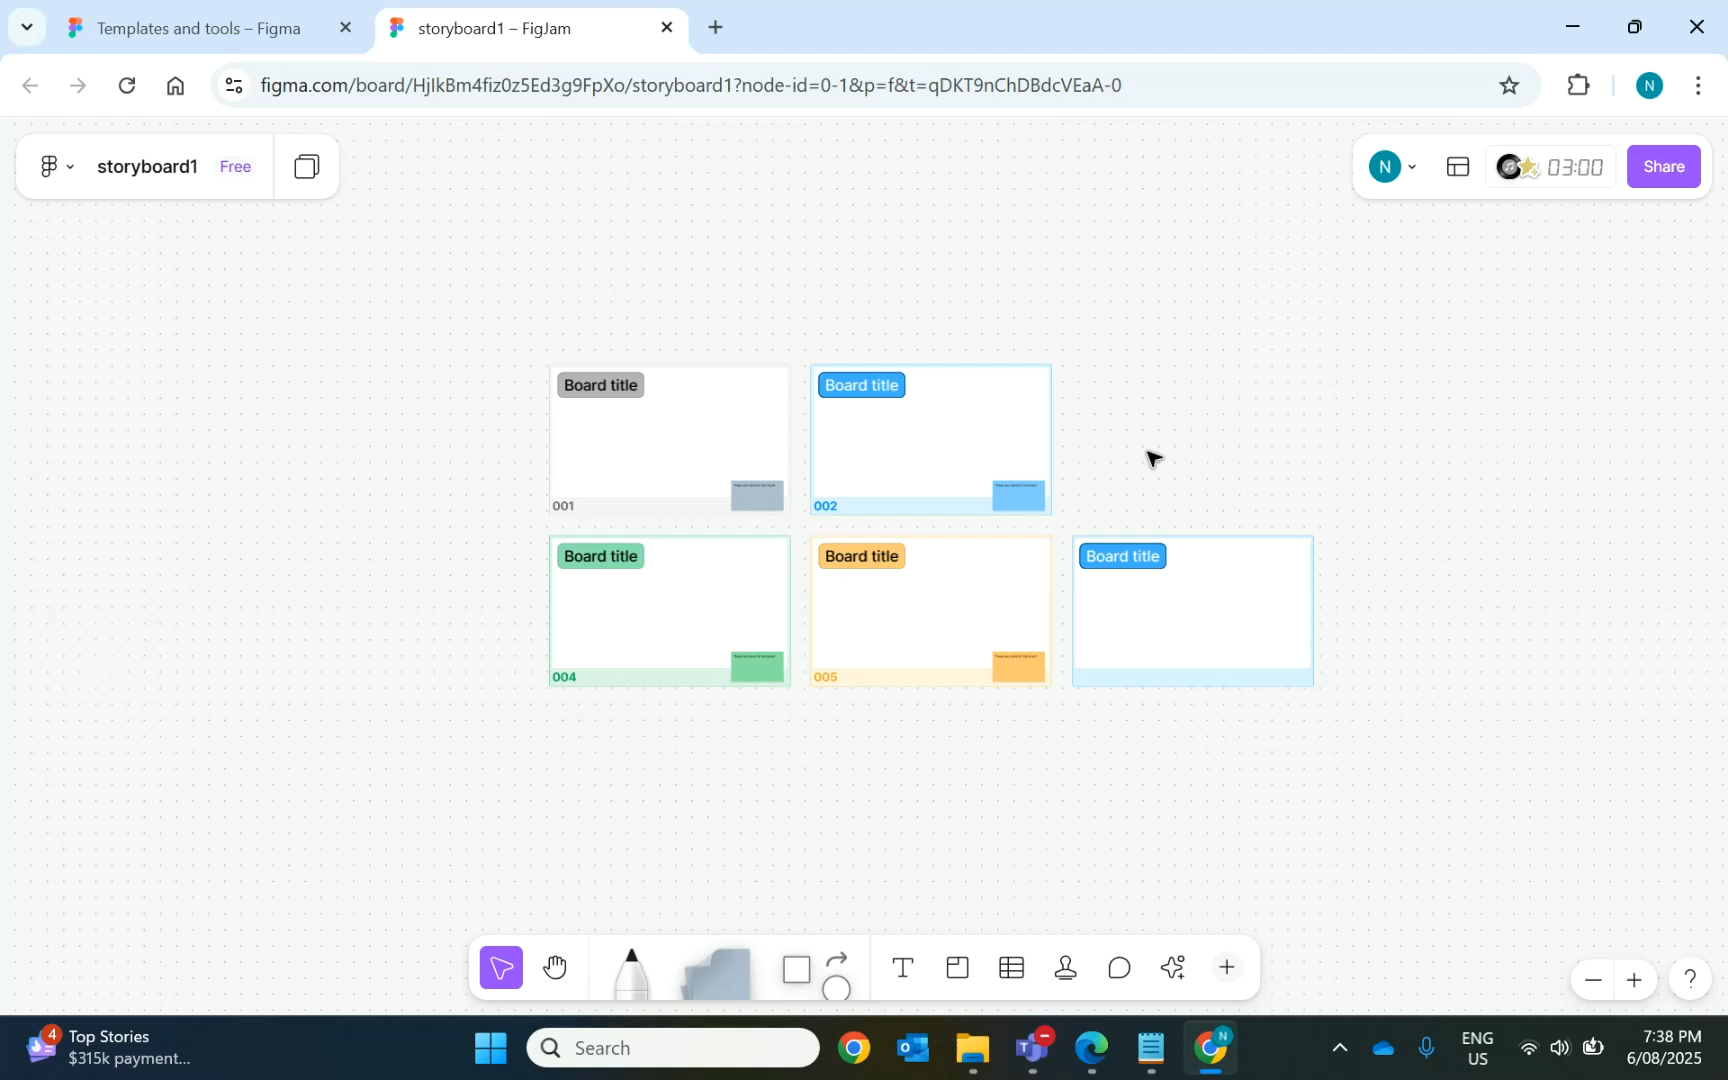 Templates and tools – Figma
storyboard1 – FigJam
figma.com/board/HjlkBm4fiz0z5Ed3g9FpXo/storyboard1?node-id=0-1&p=f&t=qDKT9nChDBdcVEaA-0
N
storyboard1 Free
N
03:00
Share
Board title
Board title
001
002
Board title
Board title
Board title
004
005
T
?
4
Top Stories
$315k payment...
Search
N
ENG
US
7:38 PM
6/08/2025